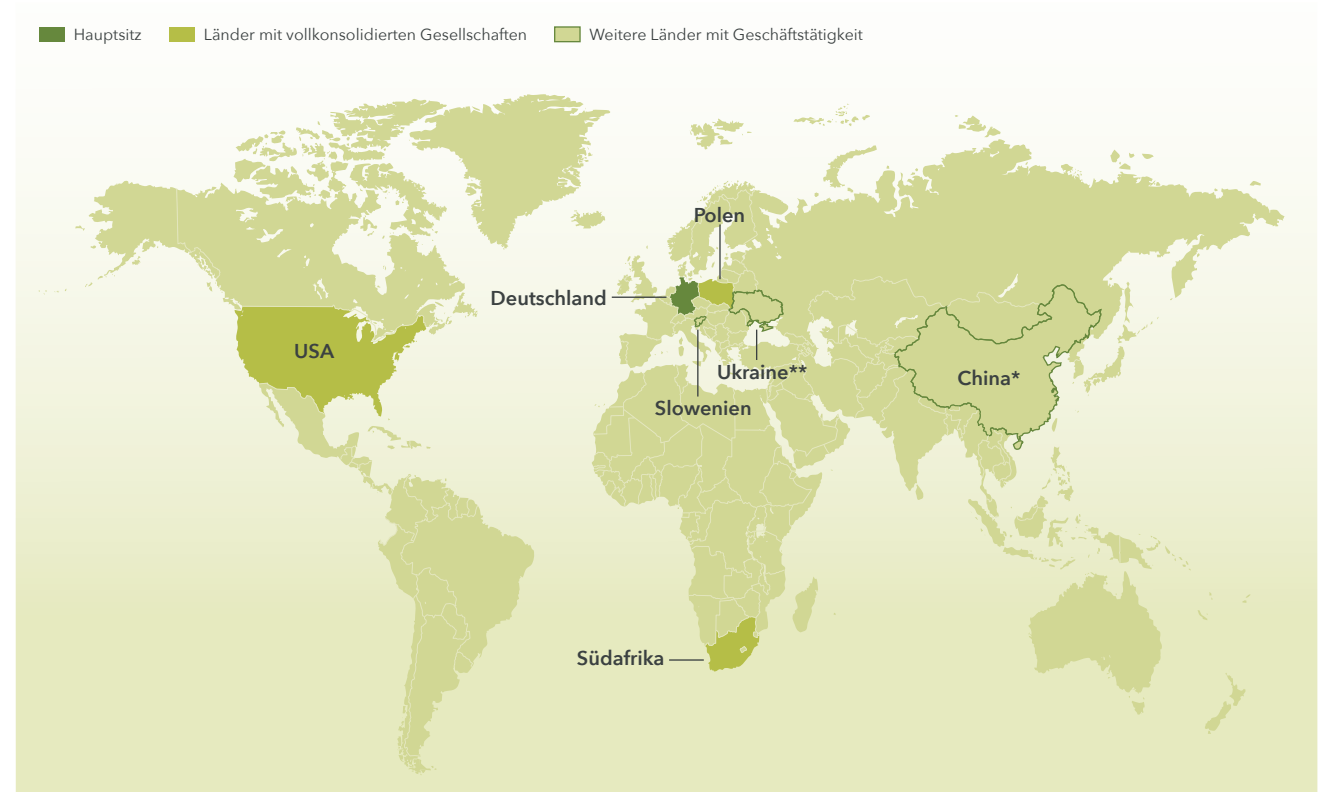 Hauptsitz
Länder mit vollkonsolidierten Gesellschaften
Weitere Länder mit Geschäftstätigkeit
Polen
Deutschland
USA
Ukraine**
China*
Slowenien
Südafrika